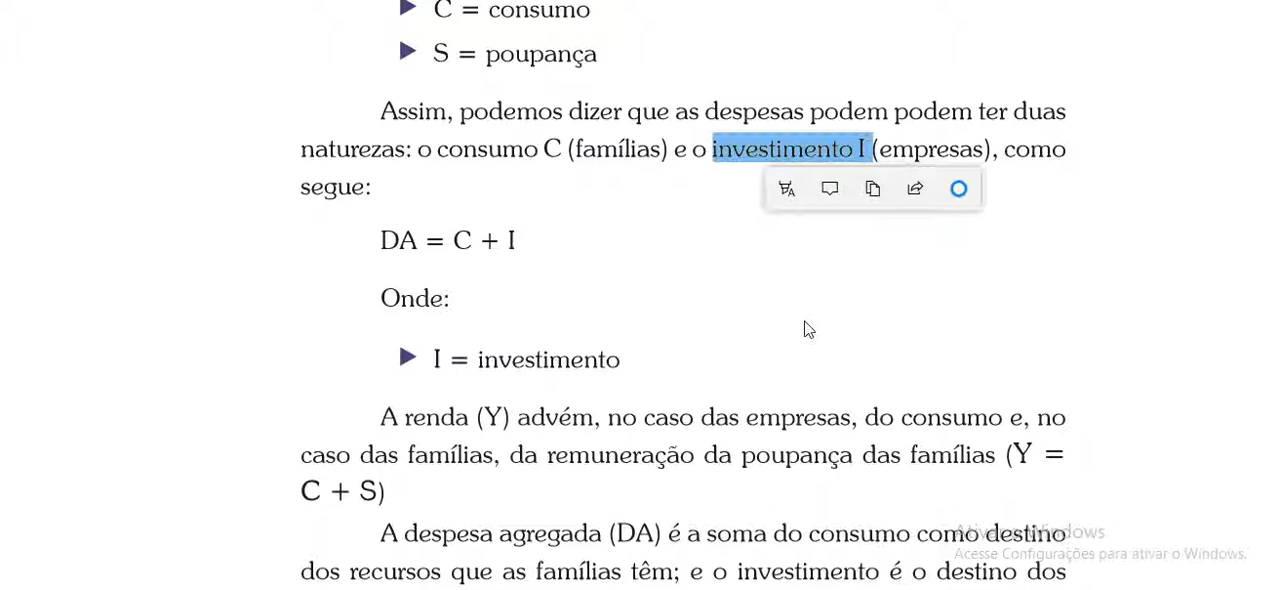 ▶ C = consumo
▶ S = poupança
Assim, podemos dizer que as despesas podem podem ter duas
naturezas: o consumo C (famílias) e o investimento I (empresas), como
segue:
DA = C + I
Onde:
▶ I = investimento
A renda (Y) advém, no caso das empresas, do consumo e, no
caso das famílias, da remuneração da poupança das famílias (Y =
C + S)
A despesa agregada (DA) é a soma do consumo como destino
Ativar o Windows
Acesse Configurações para ativar o Windows.
dos recursos que as famílias têm; e o investimento é o destino dos